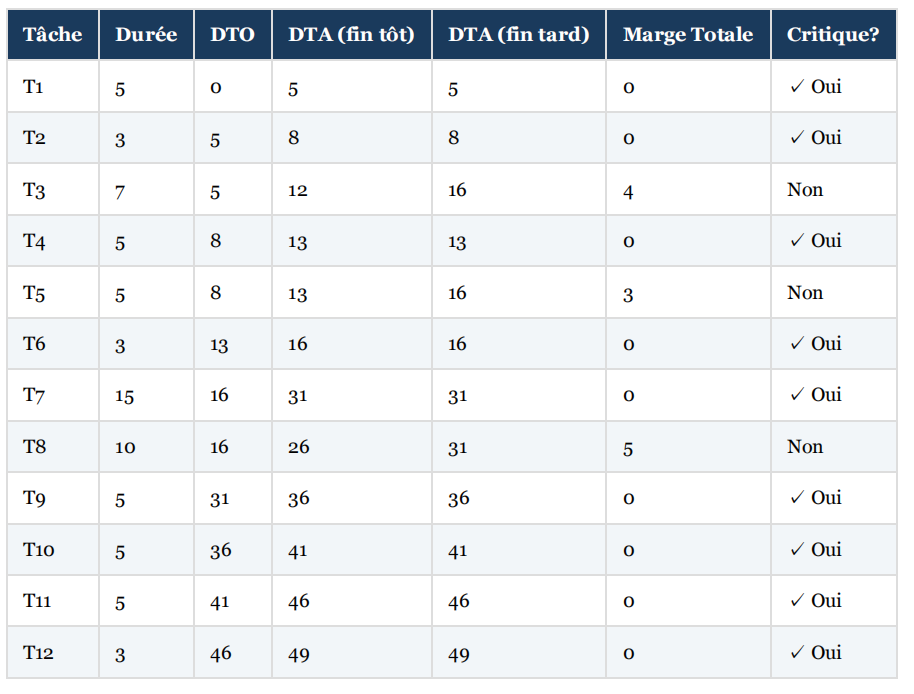 Tâche Durée DTO DTA (fin tôt) DTA (fin tard) Marge Totale Critique?
T1 5 0 5 5 0 ✓ Oui
T2 3 5 8 8 0 ✓ Oui
T3 7 5 12 16 4 Non
T4 5 8 13 13 0 ✓ Oui
T5 5 8 13 16 3 Non
T6 3 13 16 16 0 ✓ Oui
T7 15 16 31 31 0 ✓ Oui
T8 10 16 26 31 5 Non
T9 5 31 36 36 0 ✓ Oui
T10 5 36 41 41 0 ✓ Oui
T11 5 41 46 46 0 ✓ Oui
T12 3 46 49 49 0 ✓ Oui